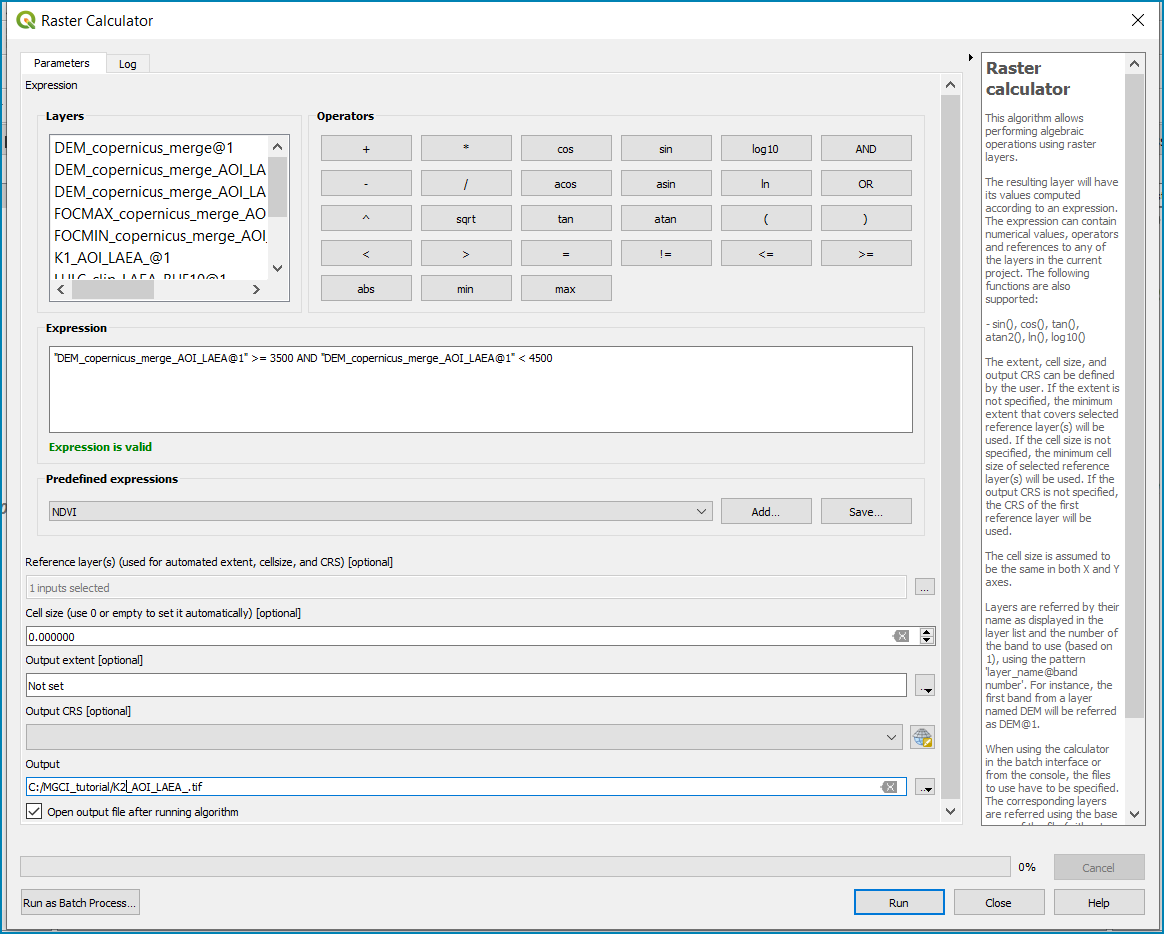 Raster Calculator
Parameters
Log
Expression
Layers
DEM_copernicus_merge@1
DEM_copernicus_merge_AOI_LA
DEM_copernicus_merge_AOI_LA
FOCMAX_copernicus_merge_AO
FOCMIN_copernicus_merge_AOI_
K1_AOI_LAEA_@1
LULC_clip_LAEA_BUF10@1
Operators
+ * cos sin log10 AND
- / acos asin ln OR
^ sqrt tan atan ( )
< > = != <= >=
abs min max
Expression
"DEM_copernicus_merge_AOI_LAEA@1" >= 3500 AND "DEM_copernicus_merge_AOI_LAEA@1" < 4500
Expression is valid
Predefined expressions
NDVI
Add...
Save...
Reference layer(s) (used for automated extent, cellsize, and CRS) [optional]
1 inputs selected
...
Cell size (use 0 or empty to set it automatically) [optional]
0.000000
Output extent [optional]
Not set
Output CRS [optional]
Output
C:/MGCI_tutorial/K2_AOI_LAEA_.tif
Open output file after running algorithm
Raster
calculator
This algorithm allows
performing algebraic
operations using raster
layers.
The resulting layer will have
its values computed
according to an expression.
The expression can contain
numerical values, operators
and references to any of
the layers in the current
project. The following
functions are also
supported:
- sin(), cos(), tan(),
atan2(), ln(), log10()
The extent, cell size, and
output CRS can be defined
by the user. If the extent is
not specified, the minimum
extent that covers selected
reference layer(s) will be
used. If the cell size is not
specified, the minimum cell
size of selected reference
layer(s) will be used. If the
output CRS is not specified,
the CRS of the first
reference layer will be
used.
The cell size is assumed to
be the same in both X and Y
axes.
Layers are referred by their
name as displayed in the
layer list and the number of
the band to use (based on
1), using the pattern
'layer_name@band
number'. For instance, the
first band from a layer
named DEM will be referred
as DEM@1.
When using the calculator
in the batch interface or
from the console, the files
to use have to be specified.
The corresponding layers
are referred using the base
0%
Cancel
Run as Batch Process...
Run
Close
Help